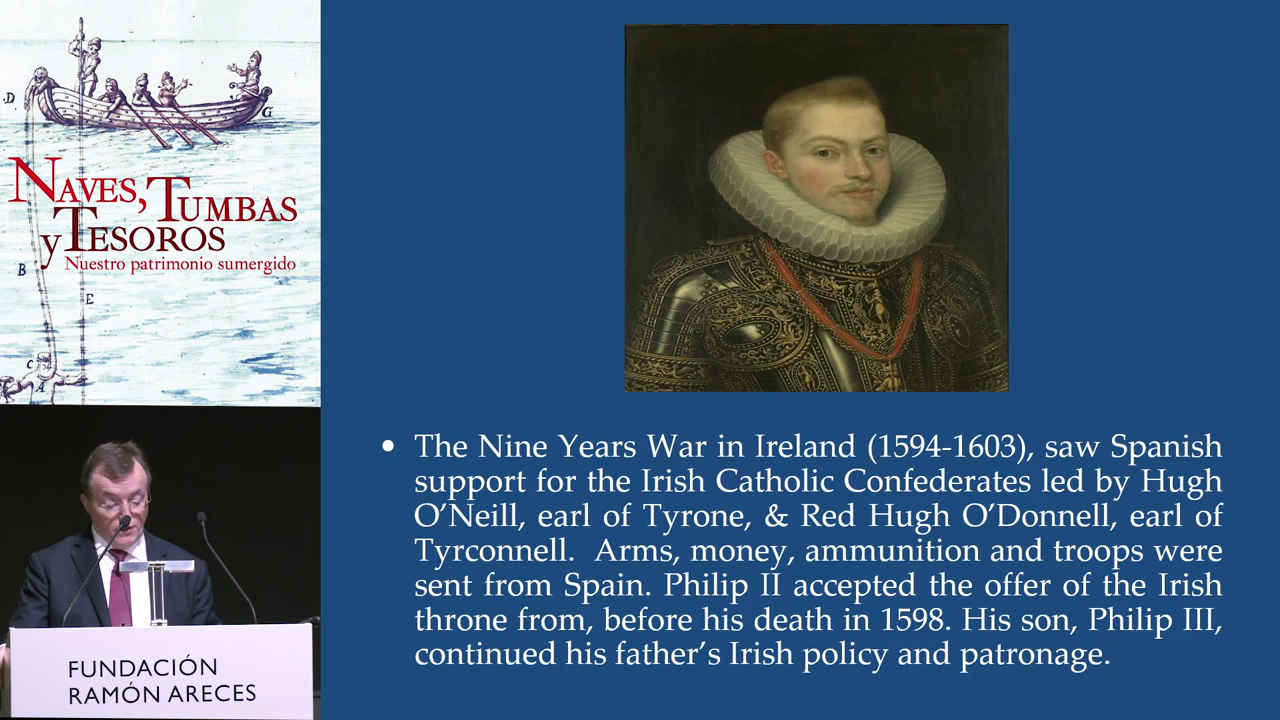 D
G
NAVES, TUMBAS
y TESOROS
Nuestro patrimonio sumergido
B
E
C
A
FUNDACIÓN
RAMÓN ARECES
• The Nine Years War in Ireland (1594-1603), saw Spanish
support for the Irish Catholic Confederates led by Hugh
O’Neill, earl of Tyrone, & Red Hugh O’Donnell, earl of
Tyrconnell. Arms, money, ammunition and troops were
sent from Spain. Philip II accepted the offer of the Irish
throne from, before his death in 1598. His son, Philip III,
continued his father’s Irish policy and patronage.